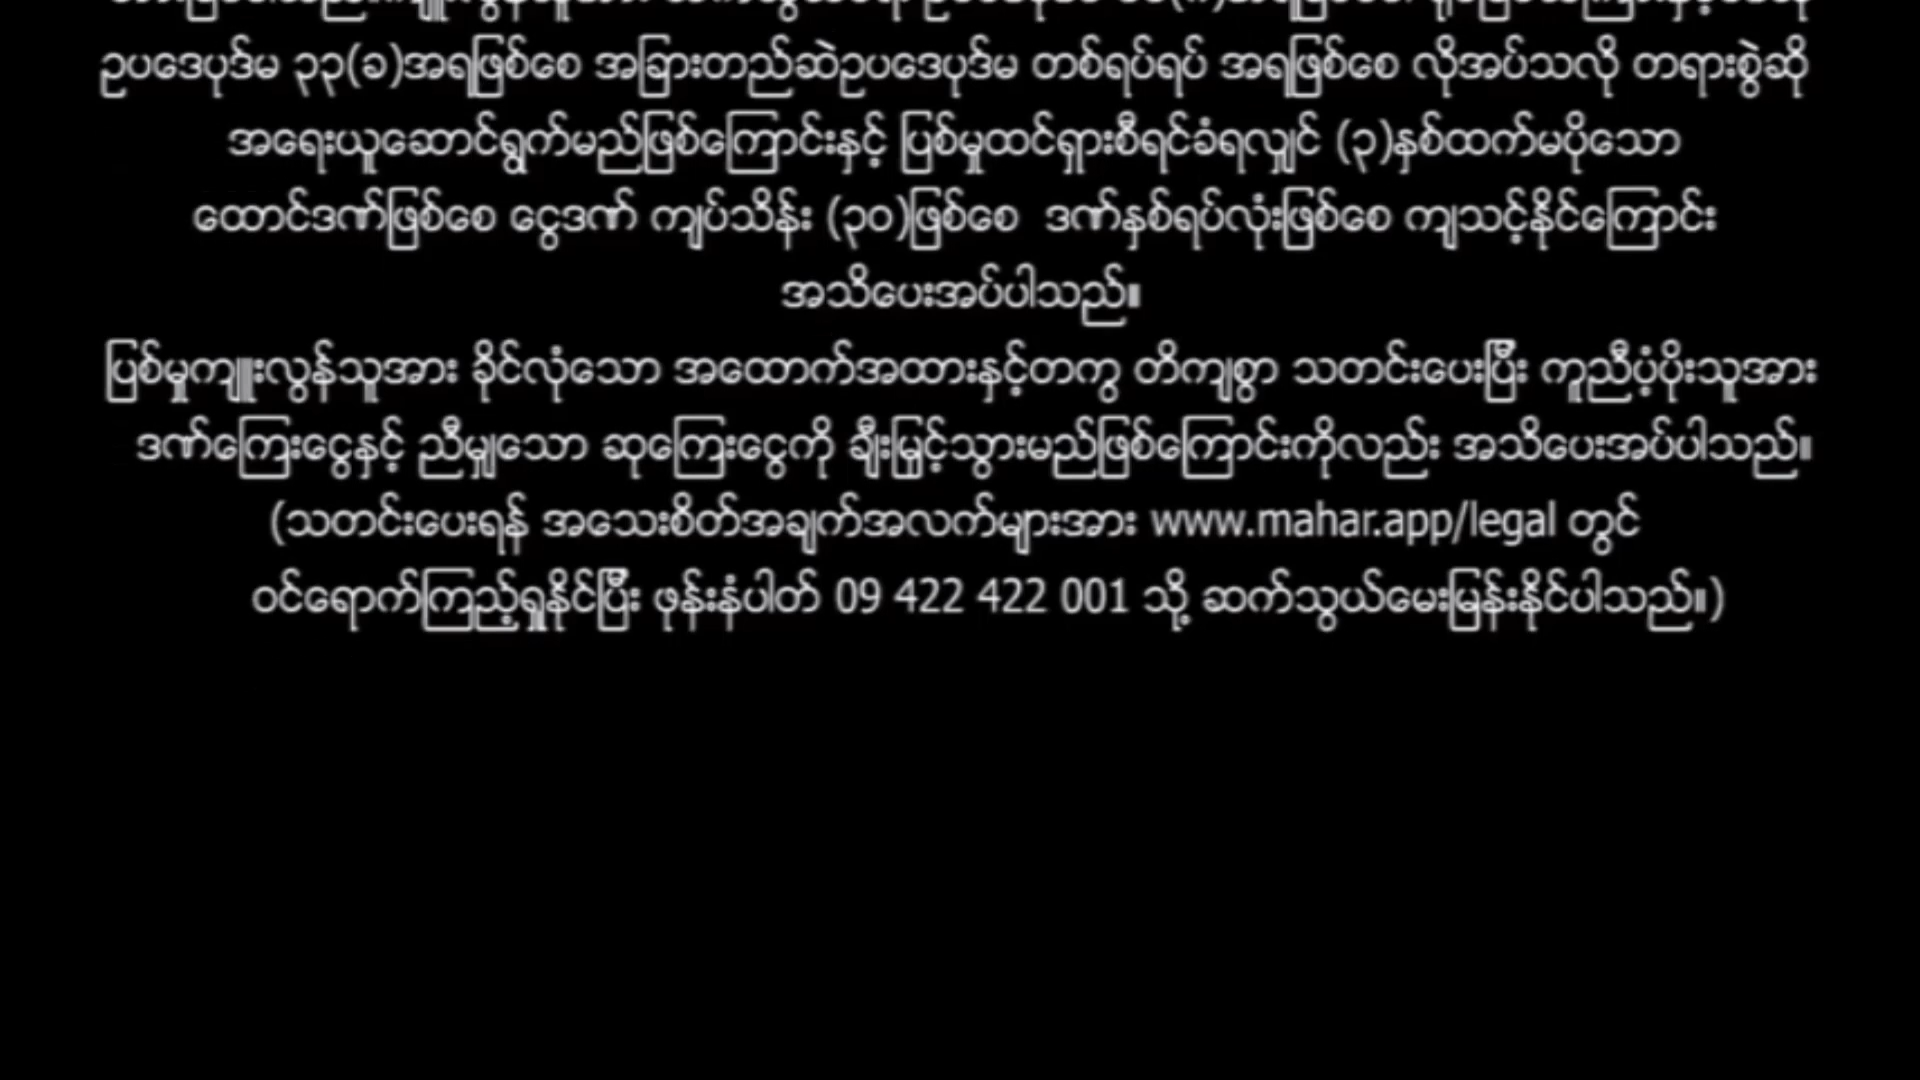 ဥပဒေပုဒ်မ ၃၃(ခ)အရဖြစ်စေ အခြားတည်ဆဲဥပဒေပုဒ်မ တစ်ရပ်ရပ် အရဖြစ်စေ လိုအပ်သလို တရားစွဲဆို
အရေးယူဆောင်ရွက်မည်ဖြစ်ကြောင်းနှင့် ပြစ်မှုထင်ရှားစီရင်ခံရလျှင် (၃)နှစ်ထက်မပိုသော
ထောင်ဒဏ်ဖြစ်စေ ငွေဒဏ် ကျပ်သိန်း (၃၀)ဖြစ်စေ ဒဏ်နှစ်ရပ်လုံးဖြစ်စေ ကျသင့်နိုင်ကြောင်း
အသိပေးအပ်ပါသည်။
ပြစ်မှုကျူးလွန်သူအား ခိုင်လုံသော အထောက်အထားနှင့်တကွ တိကျစွာ သတင်းပေးပြီး ကူညီပံ့ပိုးသူအား
ဒဏ်ကြေးငွေနှင့် ညီမျှသော ဆုကြေးငွေကို ချီးမြှင့်သွားမည်ဖြစ်ကြောင်းကိုလည်း အသိပေးအပ်ပါသည်။
(သတင်းပေးရန် အသေးစိတ်အချက်အလက်များအား www.mahar.app/legal တွင်
ဝင်ရောက်ကြည့်ရှုနိုင်ပြီး ဖုန်းနံပါတ် 09 422 422 001 သို့ ဆက်သွယ်မေးမြန်းနိုင်ပါသည်။)